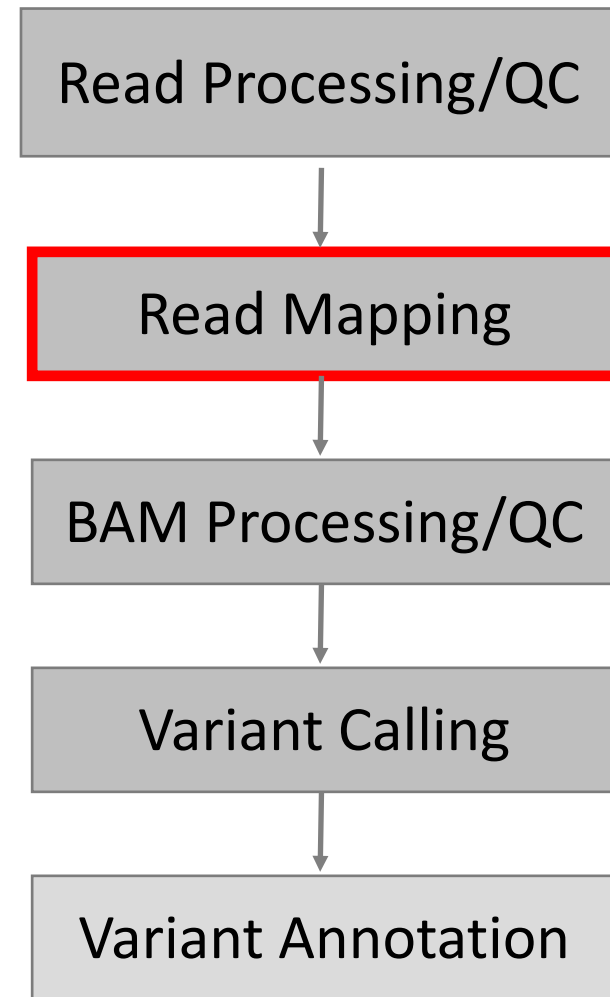 Read Processing/QC
Read Mapping
BAM Processing/QC
Variant Calling
Variant Annotation